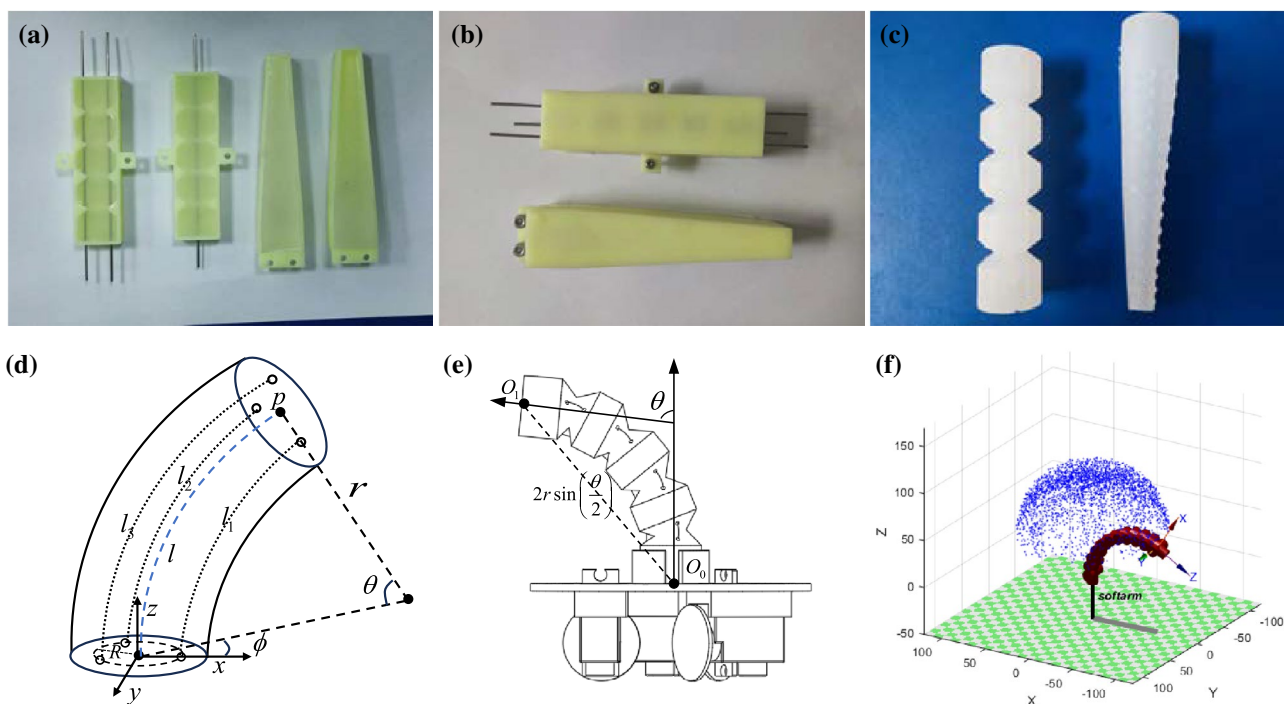 (a)
(b)
(c)
(d)
p
l₂
l₃
l₁
l
r
θ
z
R
x
ϕ
y
(e)
O₁
θ
2r sin(θ/2)
O₀
(f)
150
100
50
0
-50
Z
X
Y
Z
softarm
100
50
0
-50
-100
X
-100
-50
0
50
100
Y